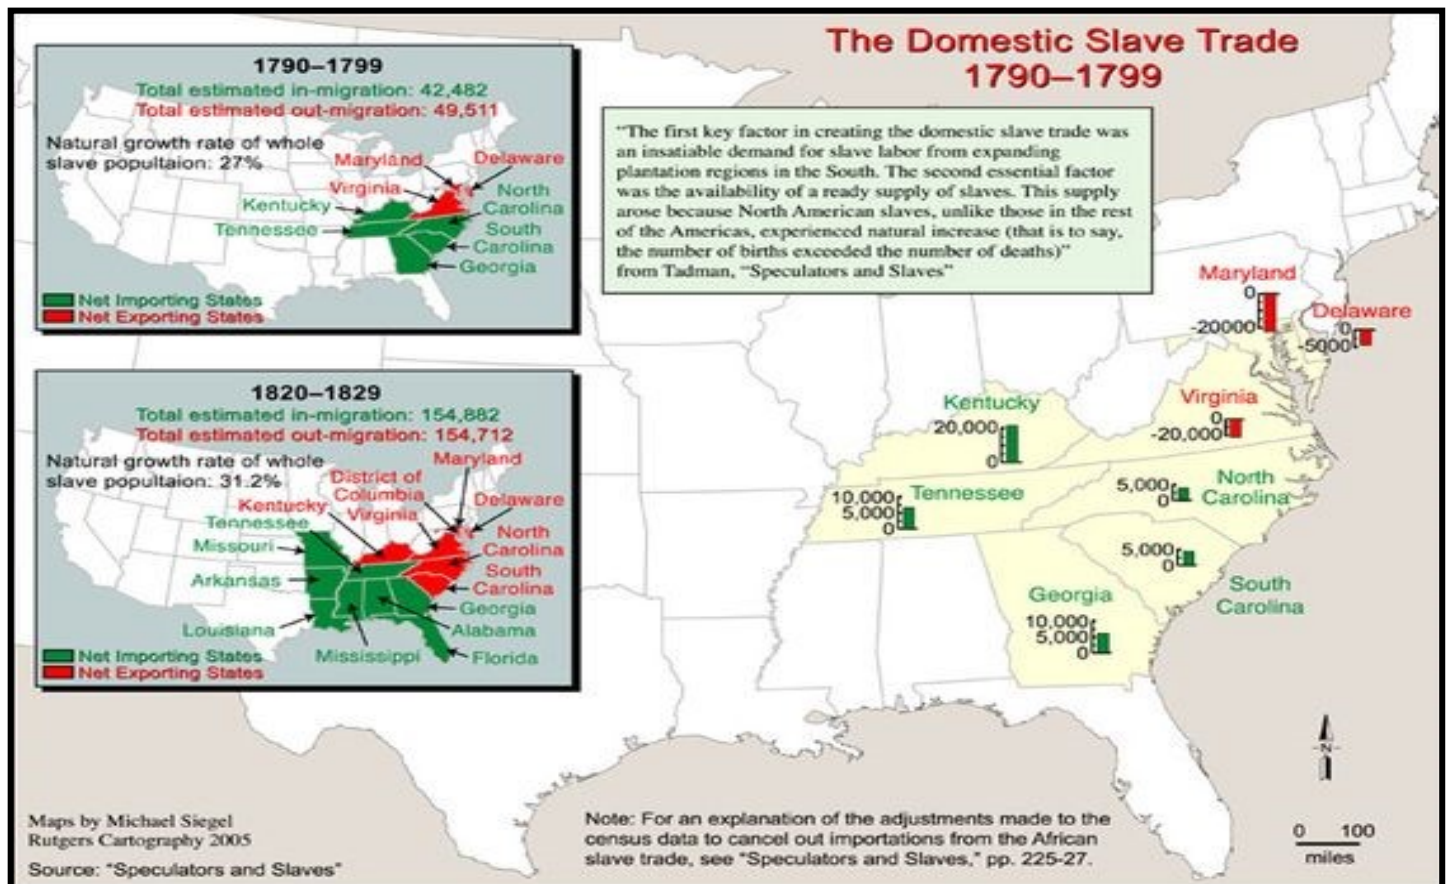 The Domestic Slave Trade
1790–1799
1790–1799
Total estimated in-migration: 42,482
Total estimated out-migration: 49,511
Natural growth rate of whole
slave popultaion: 27%
Maryland
Delaware
Virginia
North
Carolina
Kentucky
Tennessee
South
Carolina
Georgia
Net Importing States
Net Exporting States
"The first key factor in creating the domestic slave trade was
an insatiable demand for slave labor from expanding
plantation regions in the South. The second essential factor
was the availability of a ready supply of slaves. This supply
arose because North American slaves, unlike those in the rest
of the Americas, experienced natural increase (that is to say,
the number of births exceeded the number of deaths)"
from Tadman, "Speculators and Slaves"
1820–1829
Total estimated in-migration: 154,882
Total estimated out-migration: 154,712
Natural growth rate of whole
slave popultaion: 31.2%
Maryland
District of
Columbia
Delaware
Kentucky
Virginia
Tennessee
North
Carolina
Missouri
South
Carolina
Arkansas
Georgia
Louisiana
Alabama
Mississippi
Florida
Net Importing States
Net Exporting States
Maryland
0
-20000
Delaware
0
-5000
Virginia
0
-20,000
Kentucky
20,000
0
Tennessee
10,000
5,000
0
North
Carolina
5,000
0
South
Carolina
5,000
0
Georgia
10,000
5,000
0
N
0 100
miles
Maps by Michael Siegel
Rutgers Cartography 2005
Source: "Speculators and Slaves"
Note: For an explanation of the adjustments made to the
census data to cancel out importations from the African
slave trade, see "Speculators and Slaves," pp. 225-27.